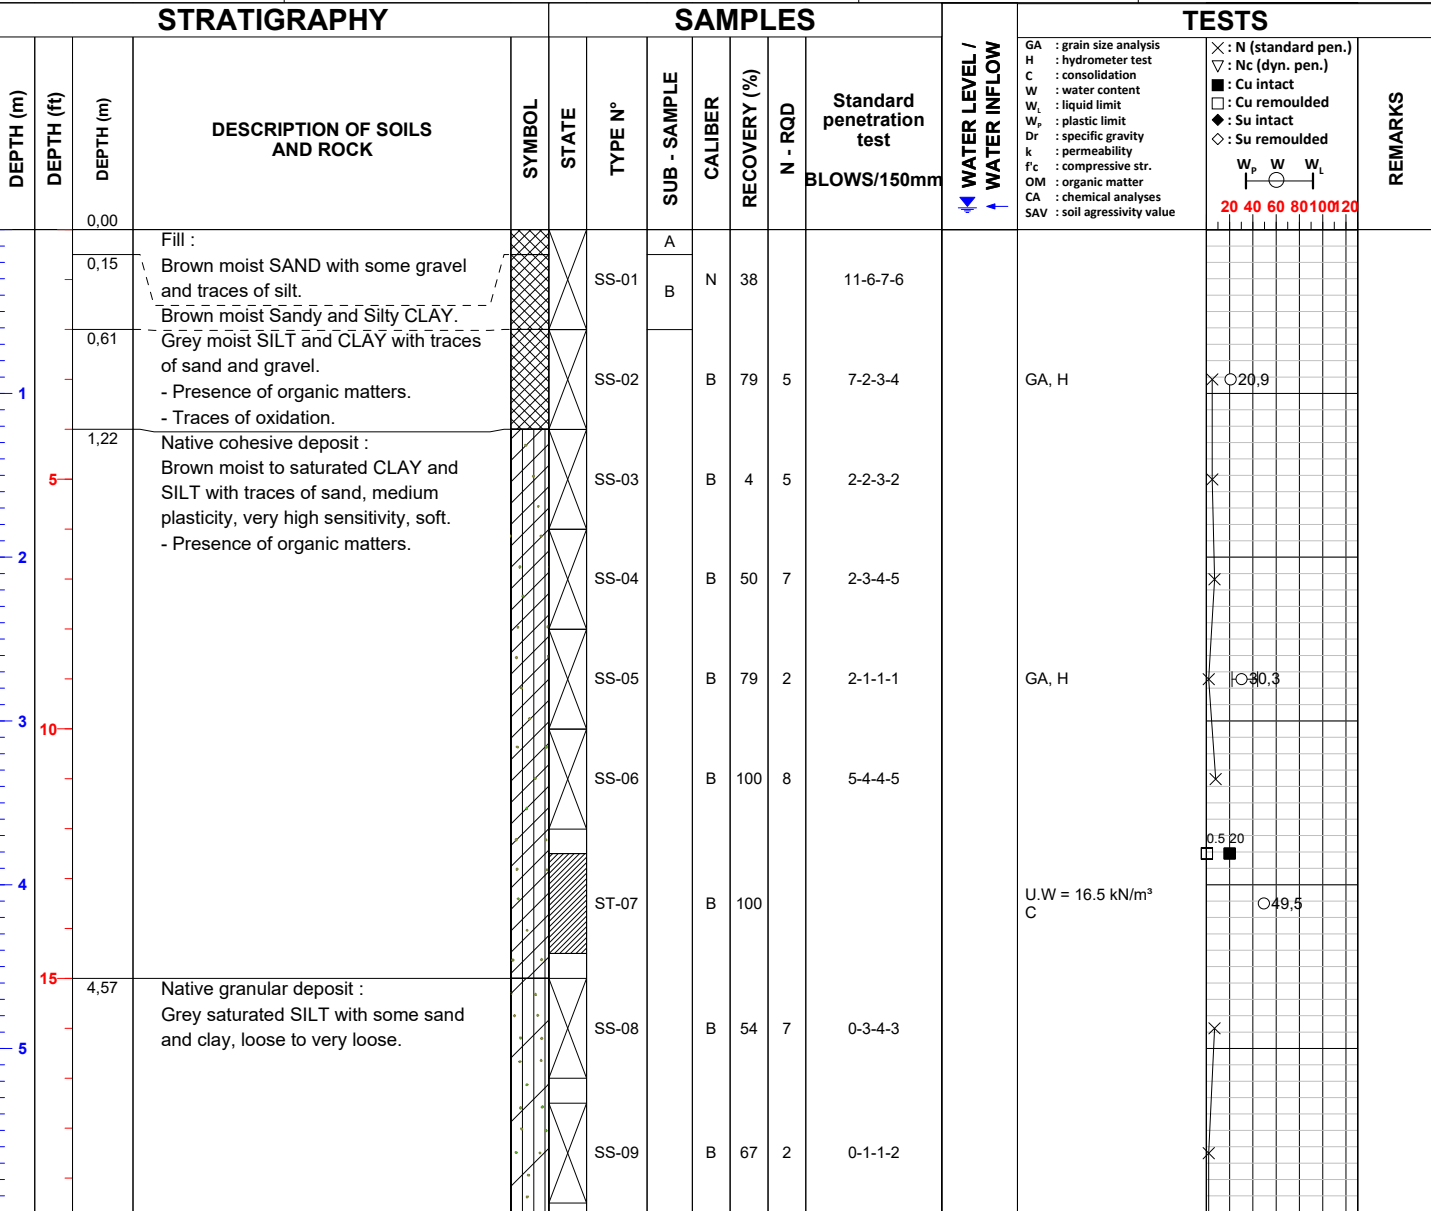 STRATIGRAPHY
SAMPLES
TESTS
DEPTH (m)
DEPTH (ft)
DEPTH (m)
0,00
DESCRIPTION OF SOILS
AND ROCK
SYMBOL
STATE
TYPE N°
SUB - SAMPLE
CALIBER
RECOVERY (%)
N - RQD
Standard
penetration
test
BLOWS/150mm
WATER LEVEL /
WATER INFLOW
GA : grain size analysis
H : hydrometer test
C : consolidation
W : water content
WL : liquid limit
WP : plastic limit
Dr : specific gravity
k : permeability
f'c : compressive str.
OM : organic matter
CA : chemical analyses
SAV : soil agressivity value
: N (standard pen.)
: Nc (dyn. pen.)
: Cu intact
: Cu remoulded
: Su intact
: Su remoulded
WP W WL
20 40 60 80 100 120
REMARKS
Fill :
A
0,15
Brown moist SAND with some gravel
and traces of silt.
SS-01
B
N
38
11-6-7-6
Brown moist Sandy and Silty CLAY.
0,61
Grey moist SILT and CLAY with traces
of sand and gravel.
SS-02
B
79
5
7-2-3-4
GA, H
20,9
- Presence of organic matters.
1
- Traces of oxidation.
1,22
Native cohesive deposit :
Brown moist to saturated CLAY and
5
SS-03
B
4
5
2-2-3-2
SILT with traces of sand, medium
plasticity, very high sensitivity, soft.
- Presence of organic matters.
2
SS-04
B
50
7
2-3-4-5
SS-05
B
79
2
2-1-1-1
GA, H
30,3
3
10
SS-06
B
100
8
5-4-4-5
0.5 20
4
ST-07
B
100
U.W = 16.5 kN/m³
C
49,5
15
4,57
Native granular deposit :
Grey saturated SILT with some sand
and clay, loose to very loose.
SS-08
B
54
7
0-3-4-3
5
SS-09
B
67
2
0-1-1-2